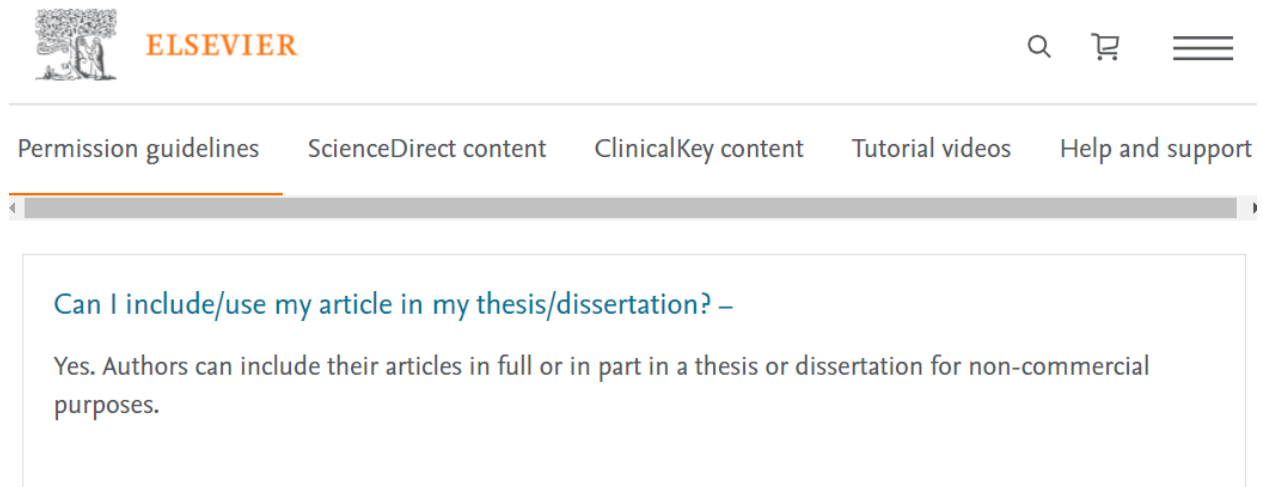 ELSEVIER
Permission guidelines ScienceDirect content ClinicalKey content Tutorial videos Help and support
Can I include/use my article in my thesis/dissertation? –
Yes. Authors can include their articles in full or in part in a thesis or dissertation for non-commercial
purposes.